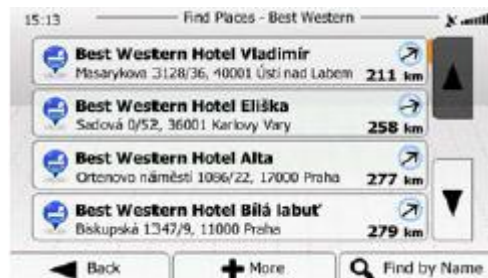 15:13 Find Places - Best Western
Best Western Hotel Vladimír
Masarykova 3128/36, 40001 Ústí nad Labem 211 km
Best Western Hotel Eliška
Sadová 0/52, 36001 Karlovy Vary 258 km
Best Western Hotel Alta
Ortenovo náměstí 1086/22, 17000 Praha 277 km
Best Western Hotel Bílá labuť
Biskupská 1347/9, 11000 Praha 279 km
Back More Find by Name